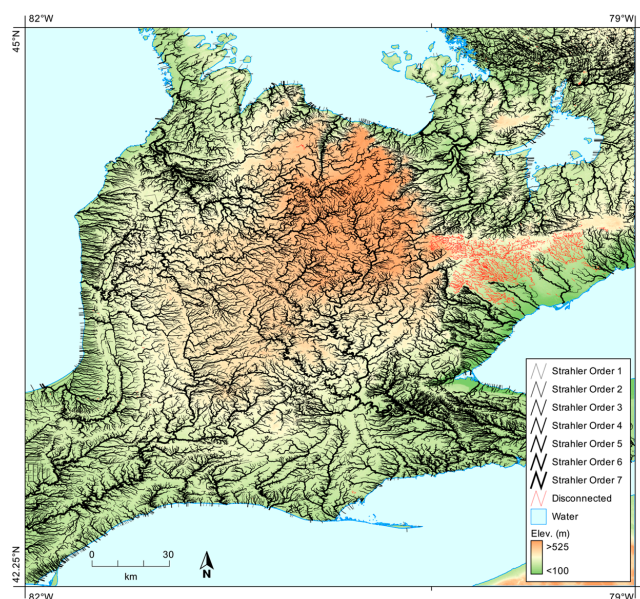 82°W
79°W
45°N
Strahler Order 1
Strahler Order 2
Strahler Order 3
Strahler Order 4
Strahler Order 5
Strahler Order 6
Strahler Order 7
Disconnected
Water
Elev. (m)
>525
<100
0 30
km
N
42.25°N
82°W
79°W